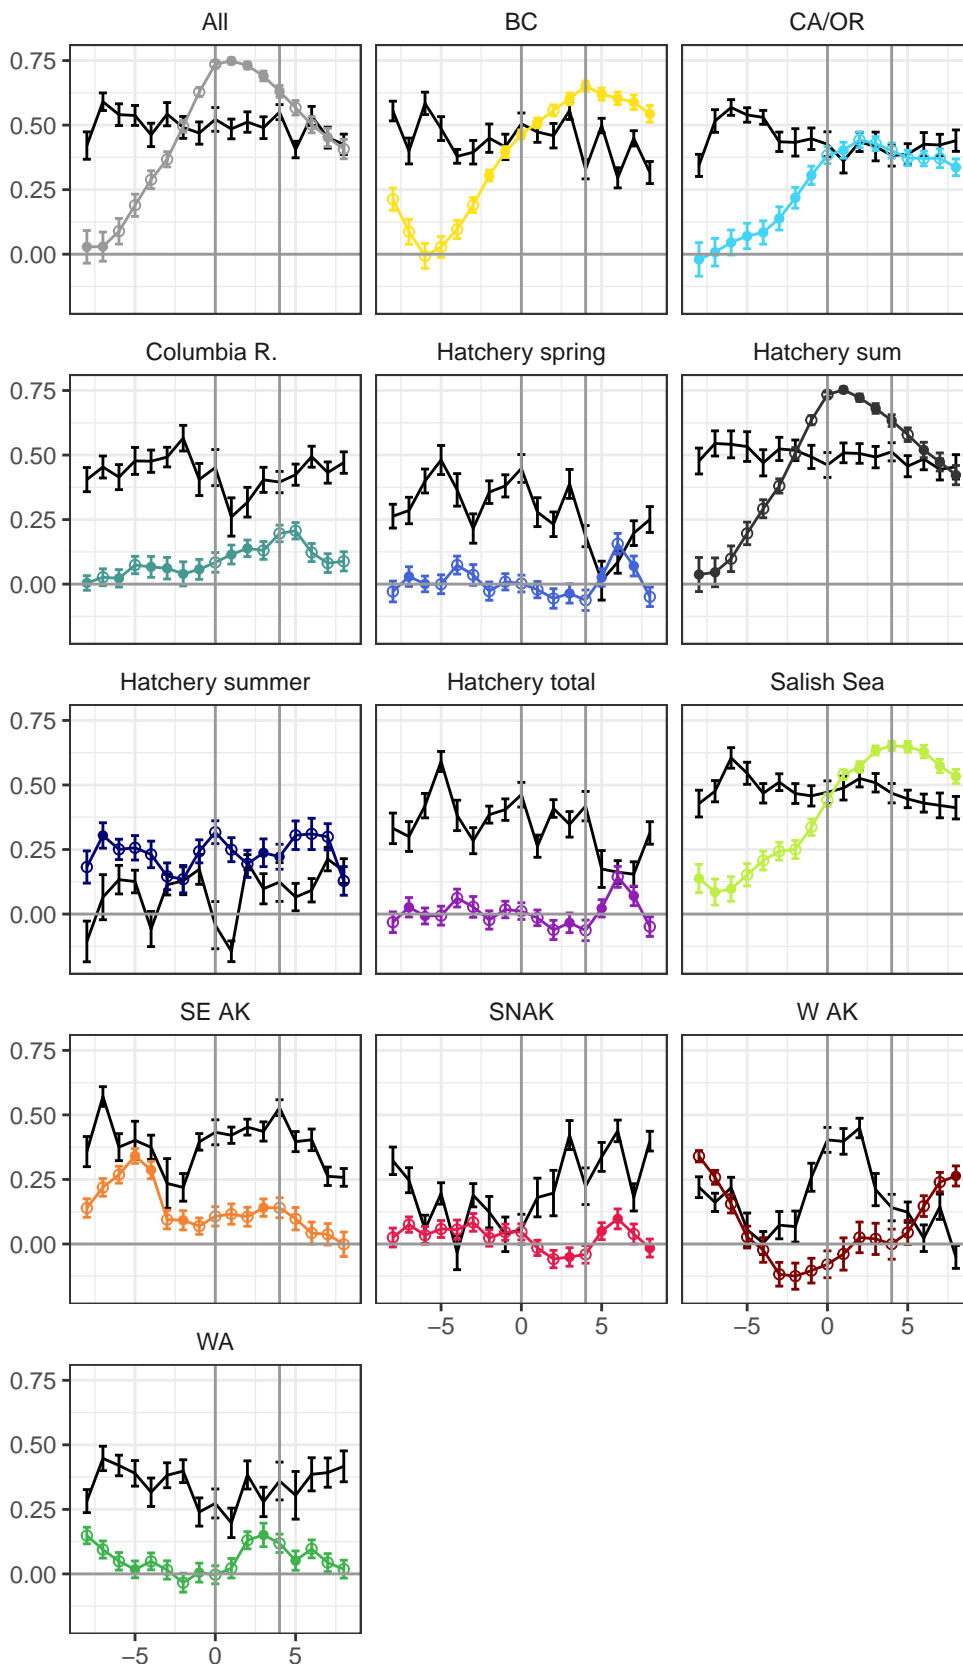 All BC CA/OR
0.75
0.50
0.25
0.00
Columbia R. Hatchery spring Hatchery sum
0.75
0.50
0.25
0.00
Hatchery summer Hatchery total Salish Sea
0.75
0.50
0.25
0.00
SE AK SNAK W AK
0.75
0.50
0.25
0.00
−5 0 5 −5 0 5
WA
0.75
0.50
0.25
0.00
−5 0 5